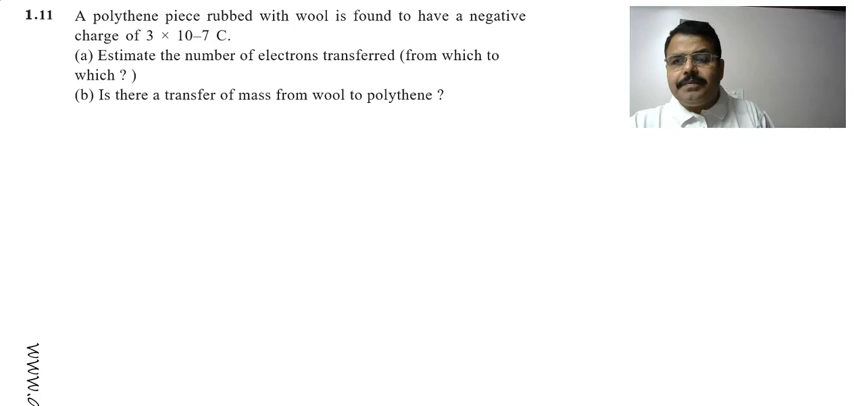 1.11 A polythene piece rubbed with wool is found to have a negative
charge of 3 × 10–7 C.
(a) Estimate the number of electrons transferred (from which to
which ? )
(b) Is there a transfer of mass from wool to polythene ?
www.